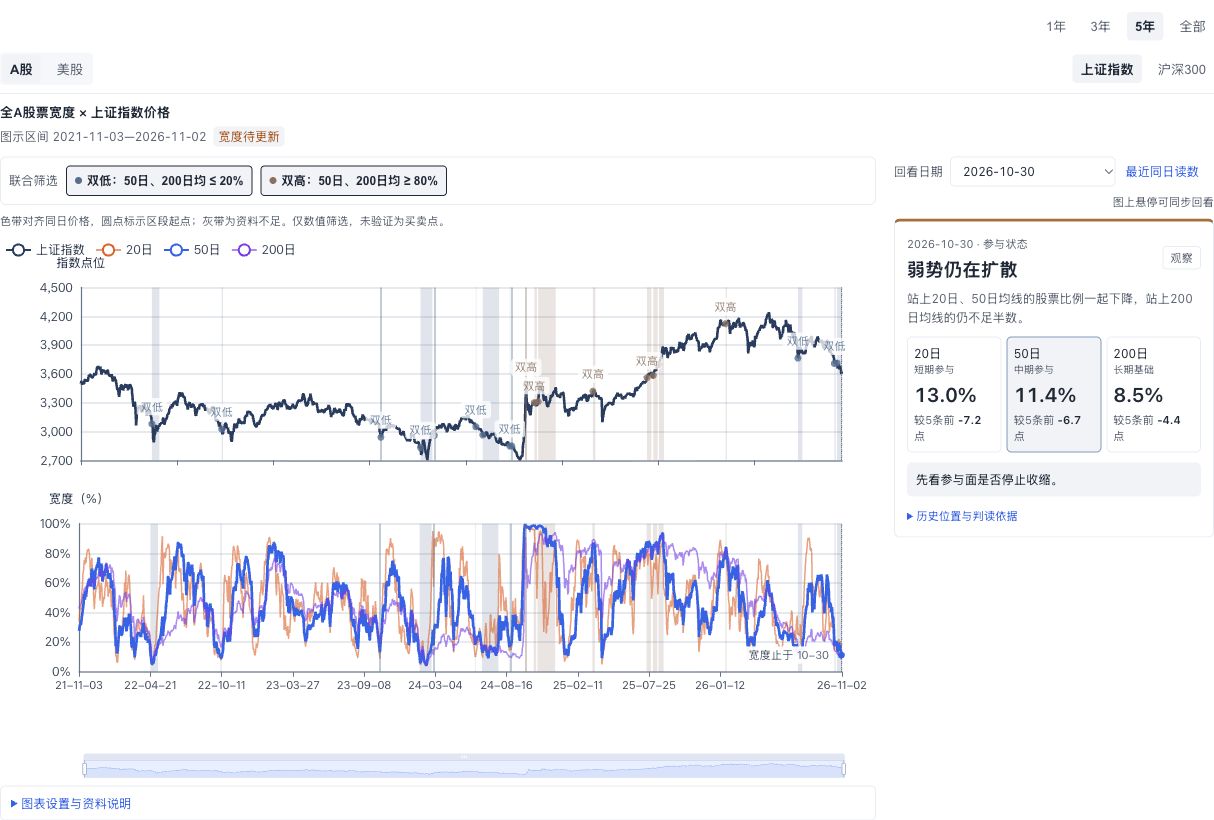 1年 3年 5年 全部
A股 美股 上证指数 沪深300
全A股票宽度 × 上证指数价格
图示区间 2021-11-03—2026-11-02 宽度待更新
联合筛选 双低：50日、200日均 ≤ 20% 双高：50日、200日均 ≥ 80%
色带对齐同日价格，圆点标示区段起点；灰带为资料不足。仅数值筛选，未验证为买卖点。
上证指数 20日 50日 200日
指数点位
4,500
4,200
3,900
3,600
3,300
3,000
2,700
双低
双低
双低
双低
双低
双低
双高
双高
双高
双高
双高
双低
双低
宽度（%）
100%
80%
60%
40%
20%
0%
宽度止于 10-30
21-11-03 22-04-21 22-10-11 23-03-27 23-09-08 24-03-04 24-08-16 25-02-11 25-07-25 26-01-12 26-11-02
图表设置与资料说明
回看日期 2026-10-30 最近同日读数
图上悬停可同步回看
2026-10-30 · 参与状态
弱势仍在扩散
观察
站上20日、50日均线的股票比例一起下降，站上200
日均线的仍不足半数。
20日
短期参与
13.0%
较5条前 -7.2
点
50日
中期参与
11.4%
较5条前 -6.7
点
200日
长期基础
8.5%
较5条前 -4.4
点
先看参与面是否停止收缩。
历史位置与判读依据